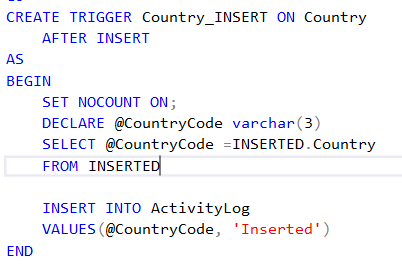 CREATE TRIGGER Country_INSERT ON Country
AFTER INSERT
AS
BEGIN
SET NOCOUNT ON;
DECLARE @CountryCode varchar(3)
SELECT @CountryCode =INSERTED.Country
FROM INSERTED
INSERT INTO ActivityLog
VALUES(@CountryCode, 'Inserted')
END